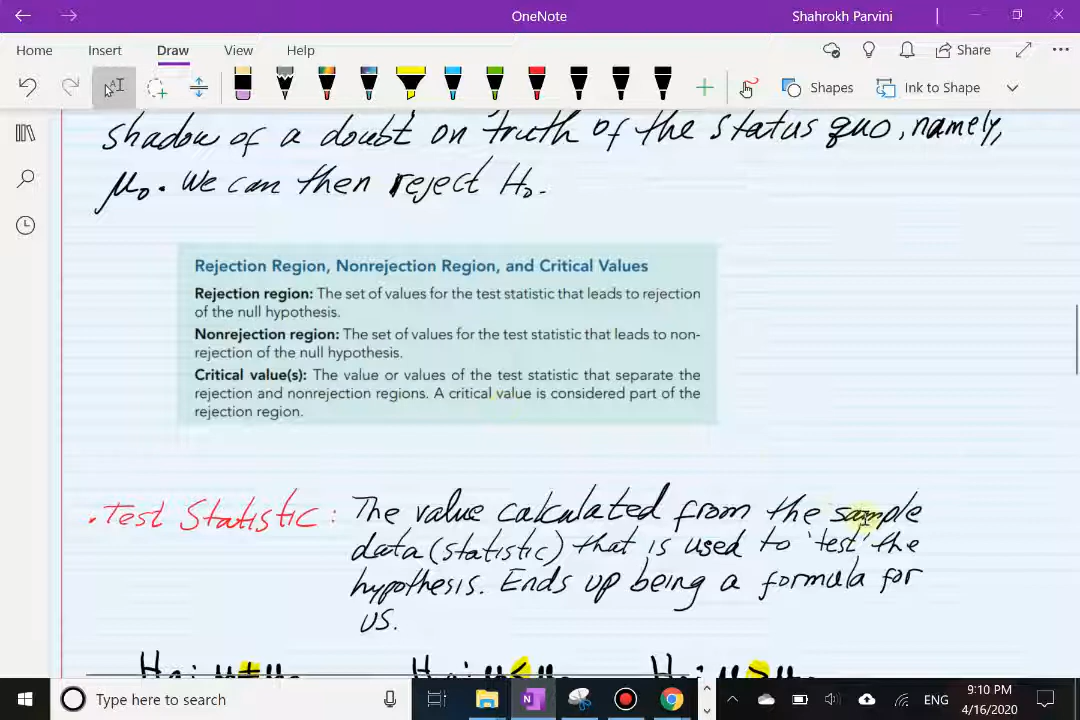 OneNote
Shahrokh Parvini
Home Insert Draw View Help
Share
Shapes
Ink to Shape
shadow of a doubt on truth of the status quo, namely,
μ₀. We can then reject H₀.
Rejection Region, Nonrejection Region, and Critical Values
Rejection region: The set of values for the test statistic that leads to rejection
of the null hypothesis.
Nonrejection region: The set of values for the test statistic that leads to non-
rejection of the null hypothesis.
Critical value(s): The value or values of the test statistic that separate the
rejection and nonrejection regions. A critical value is considered part of the
rejection region.
. Test Statistic: The value calculated from the sample
data (statistic) that is used to 'test' the
hypothesis. Ends up being a formula for
us.
Type here to search
ENG
9:10 PM
4/16/2020